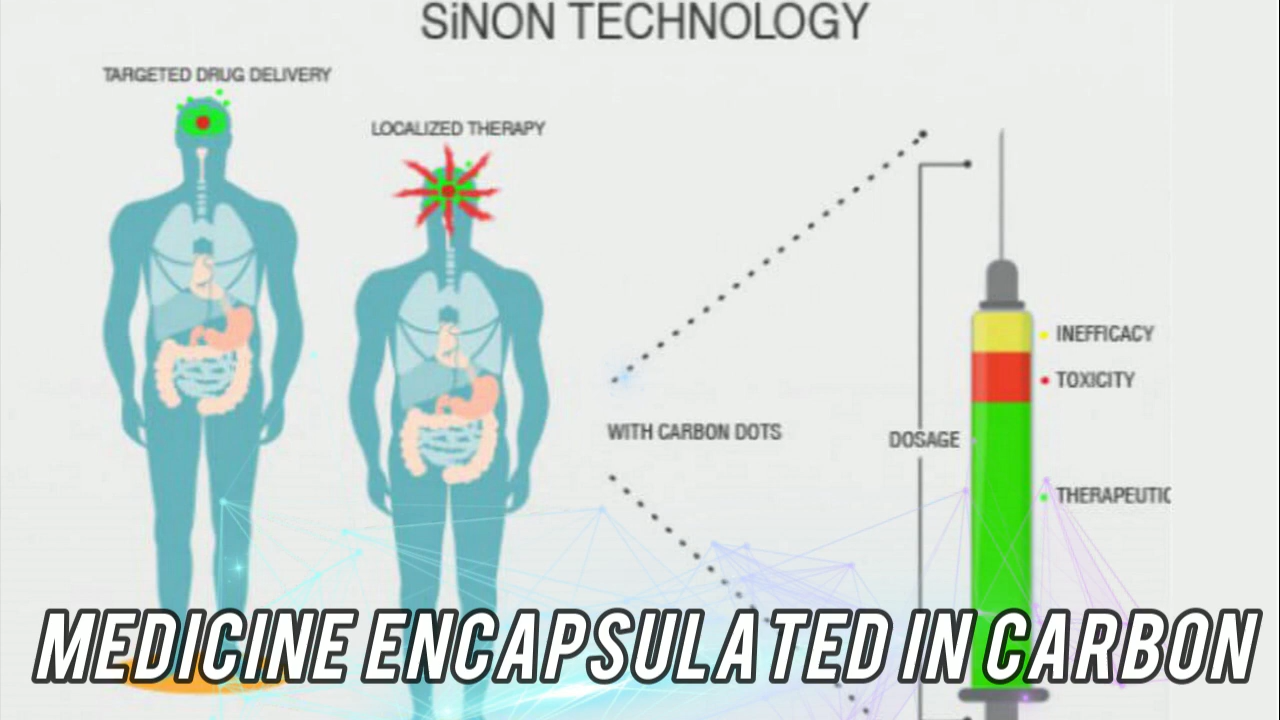 SiNON TECHNOLOGY
TARGETED DRUG DELIVERY
LOCALIZED THERAPY
INEFFICACY
TOXICITY
WITH CARBON DOTS
DOSAGE
THERAPEUTIC
MEDICINE ENCAPSULATED IN CARBON